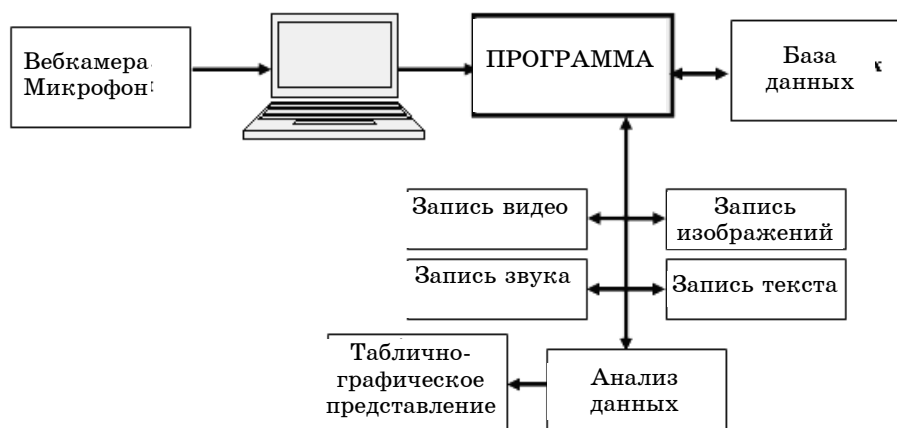 Вебкамера
Микрофон
ПРОГРАММА
База
данных
Запись видео
Запись
изображений
Запись звука
Запись текста
Таблично-
графическое
представление
Анализ
данных